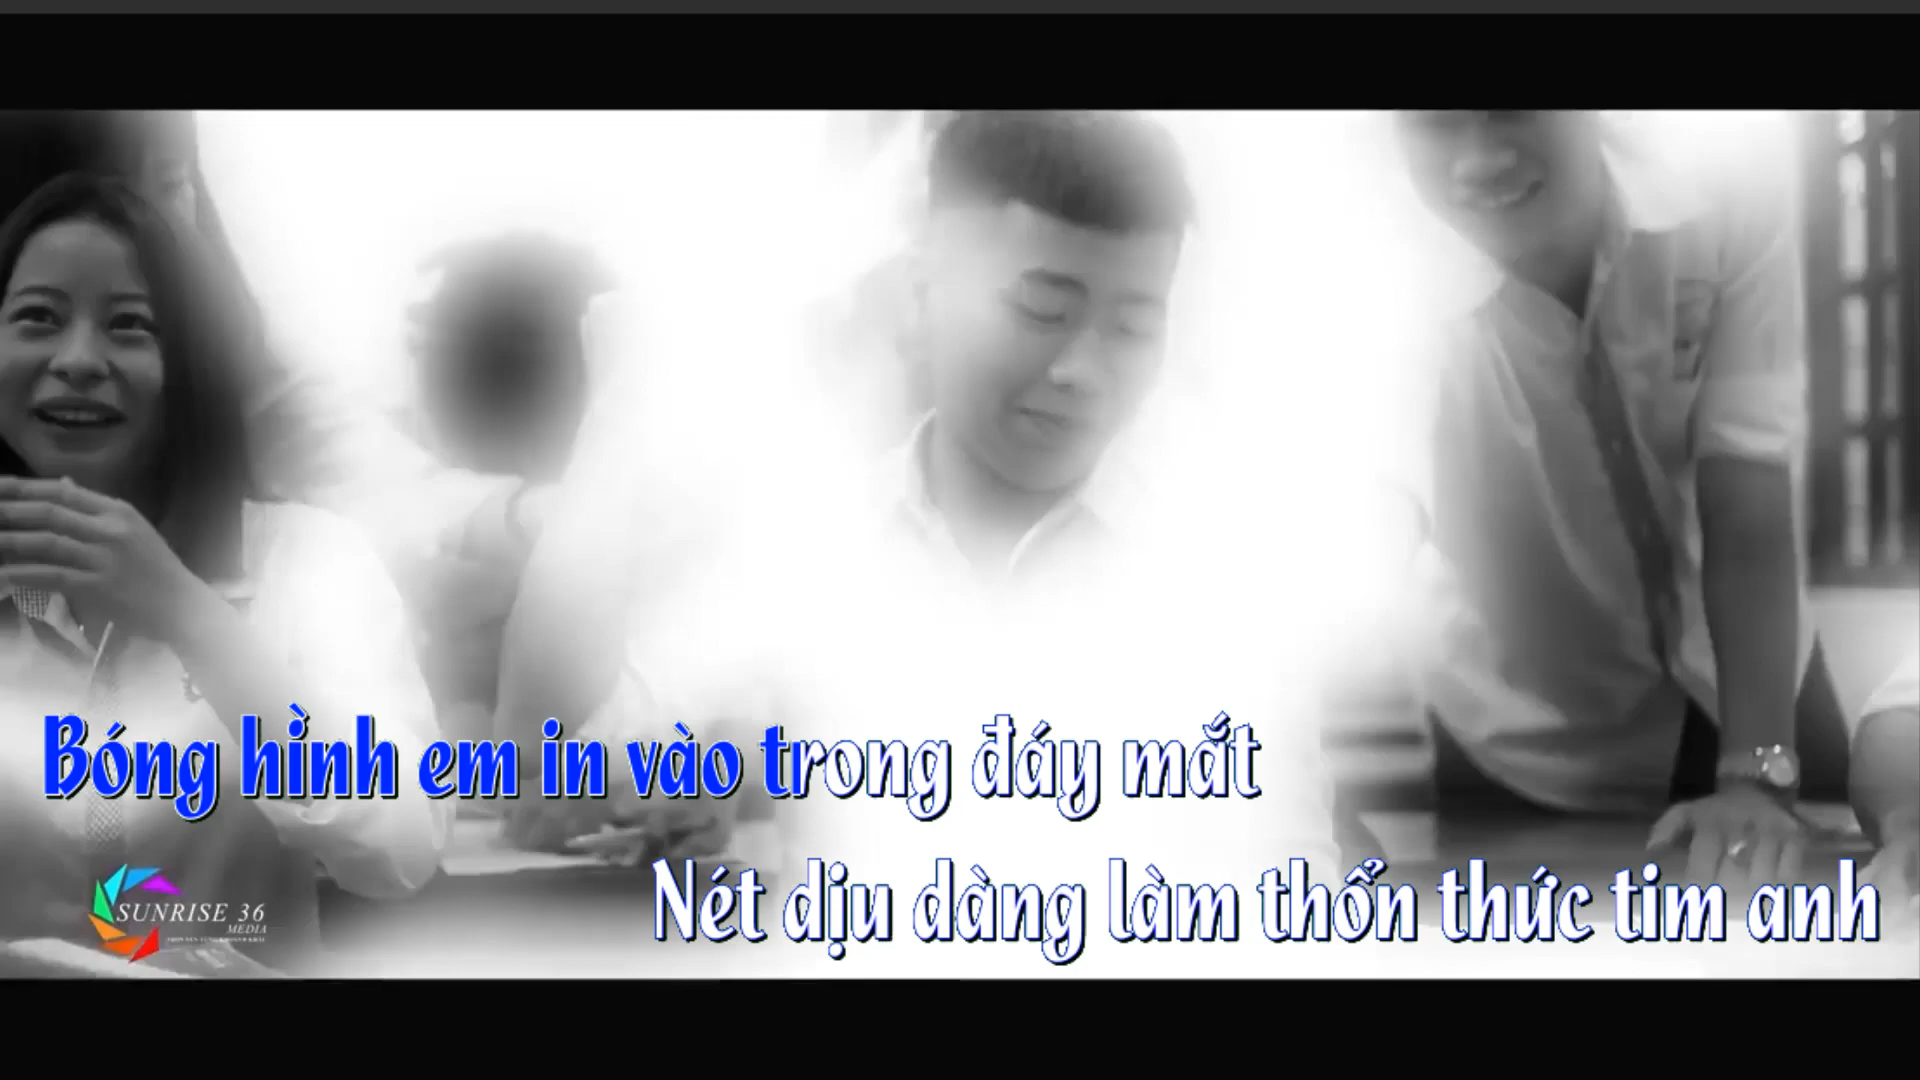 Bóng hình em in vào trong đáy mắt
Nét dịu dàng làm thổn thức tim anh
SUNRISE 36
MEDIA